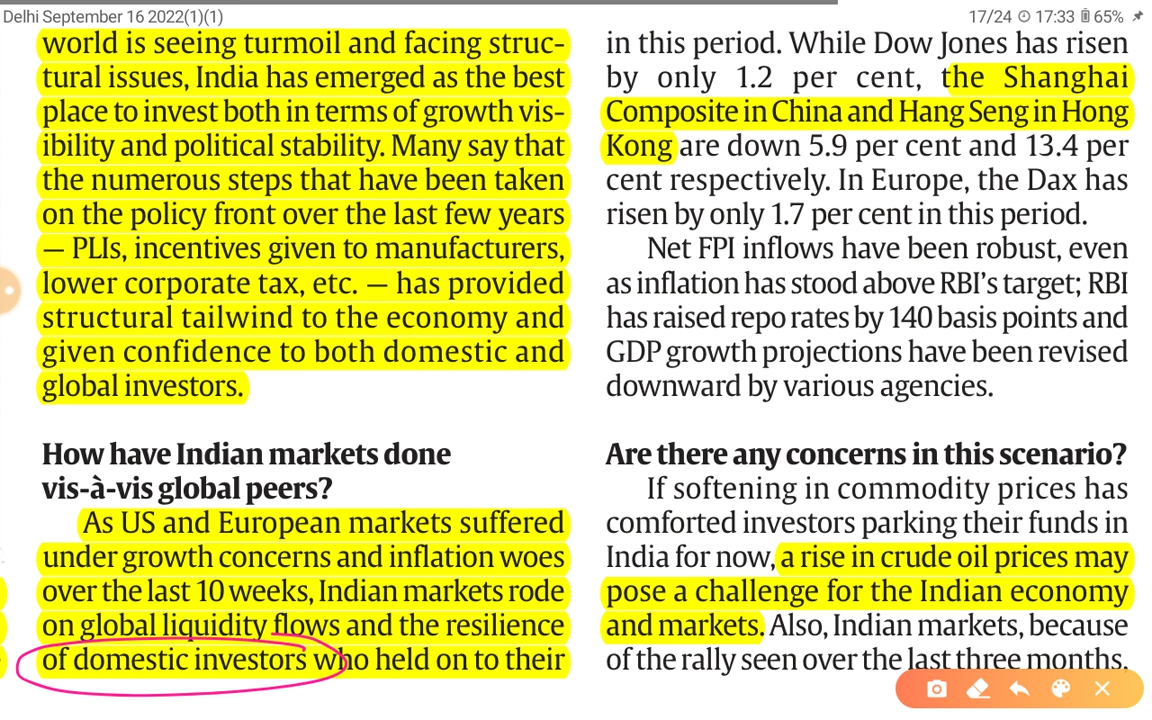 Delhi September 16 2022(1)(1)
17/24 17:33 65%
world is seeing turmoil and facing struc-
tural issues, India has emerged as the best
place to invest both in terms of growth vis-
ibility and political stability. Many say that
the numerous steps that have been taken
on the policy front over the last few years
— PLIs, incentives given to manufacturers,
lower corporate tax, etc. — has provided
structural tailwind to the economy and
given confidence to both domestic and
global investors.
How have Indian markets done
vis-à-vis global peers?
As US and European markets suffered
under growth concerns and inflation woes
over the last 10 weeks, Indian markets rode
on global liquidity flows and the resilience
of domestic investors who held on to their
in this period. While Dow Jones has risen
by only 1.2 per cent, the Shanghai
Composite in China and Hang Seng in Hong
Kong are down 5.9 per cent and 13.4 per
cent respectively. In Europe, the Dax has
risen by only 1.7 per cent in this period.
Net FPI inflows have been robust, even
as inflation has stood above RBI’s target; RBI
has raised repo rates by 140 basis points and
GDP growth projections have been revised
downward by various agencies.
Are there any concerns in this scenario?
If softening in commodity prices has
comforted investors parking their funds in
India for now, a rise in crude oil prices may
pose a challenge for the Indian economy
and markets. Also, Indian markets, because
of the rally seen over the last three months,